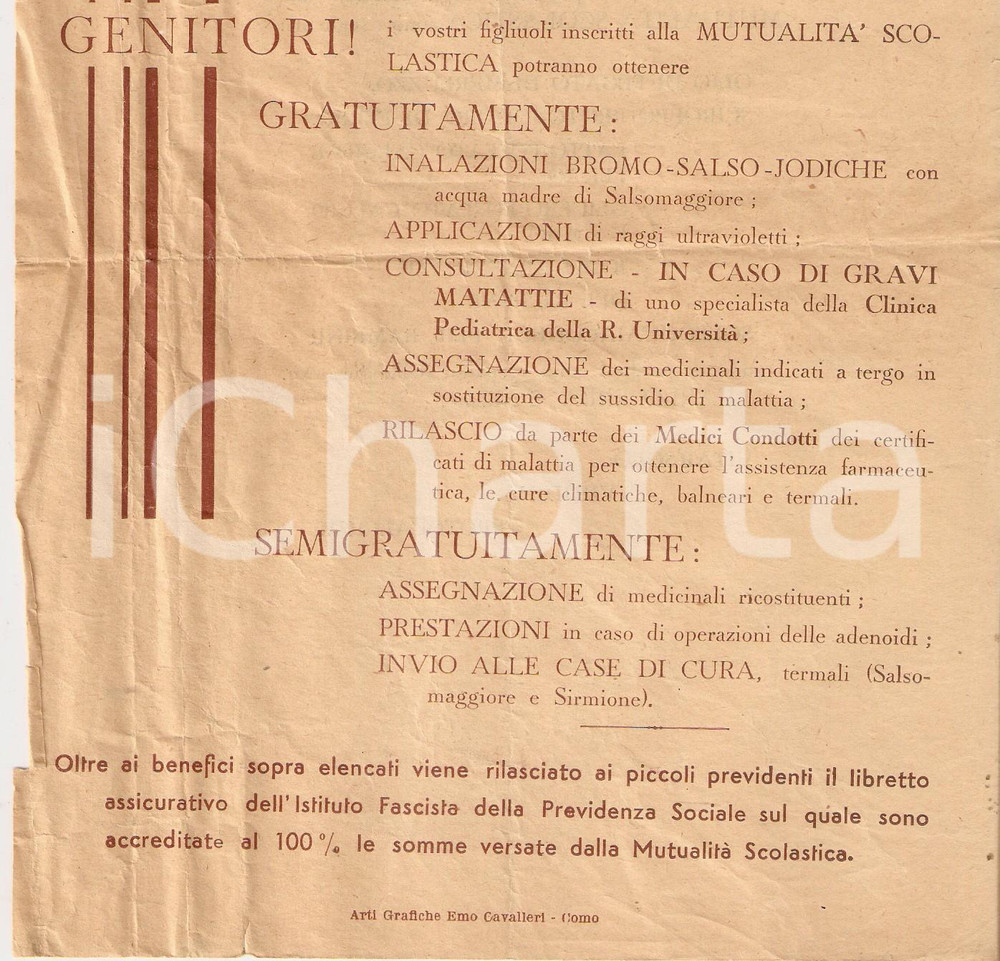 GENITORI! i vostri figliuoli inscritti alla MUTUALITA' SCO-
LASTICA potranno ottenere
GRATUITAMENTE:
INALAZIONI BROMO-SALSO-JODICHE con
acqua madre di Salsomaggiore;
APPLICAZIONI di raggi ultravioletti;
CONSULTAZIONE - IN CASO DI GRAVI
MATATTIE - di uno specialista della Clinica
Pediatrica della R. Università;
ASSEGNAZIONE dei medicinali indicati a tergo in
sostituzione del sussidio di malattia;
RILASCIO da parte dei Medici Condotti dei certifi-
cati di malattia per ottenere l'assistenza farmaceu-
tica, le cure climatiche, balneari e termali.
iCharta
SEMIGRATUITAMENTE:
ASSEGNAZIONE di medicinali ricostituenti;
PRESTAZIONI in caso di operazioni delle adenoidi;
INVIO ALLE CASE DI CURA, termali (Salso-
maggiore e Sirmione).
Oltre ai benefici sopra elencati viene rilasciato ai piccoli previdenti il libretto
assicurativo dell'Istituto Fascista della Previdenza Sociale sul quale sono
accreditate al 100% le somme versate dalla Mutualità Scolastica.
Arti Grafiche Emo Cavalleri - Como